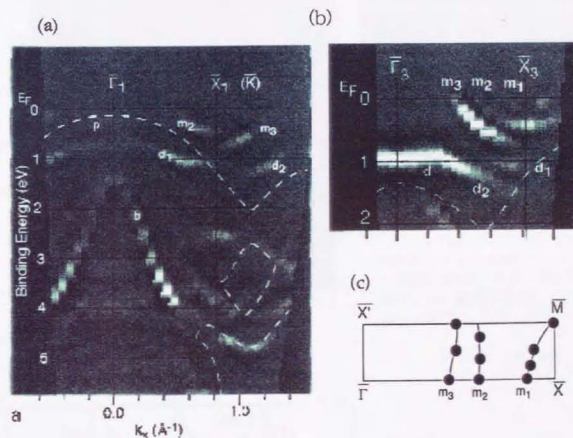 (a)
Γ̅₁
X̅₁ (K̅)
E_F 0
p
m₂
m₃
1
d₁
d₂
Binding Energy (eV)
2
b
3
4
5
a
0.0
1.0
K_x (Å⁻¹)
(b)
Γ̅₃
X̅₃
m₃ m₂ m₁
E_F 0
1
d
d₂
d₁
2
(c)
X̅'
M̅
Γ̅
m₃
m₂
m₁
X̅